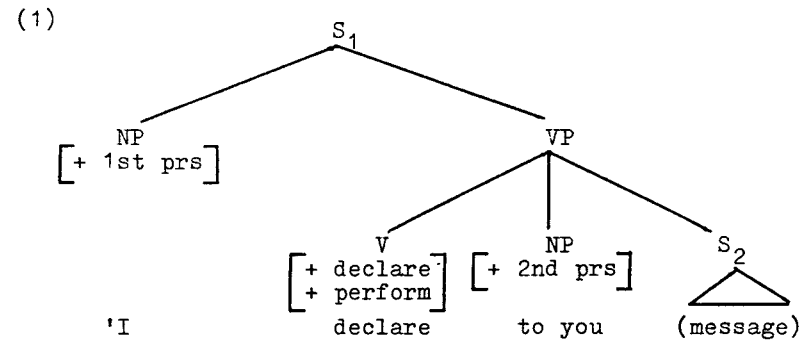 (1)
S1
NP VP
[+ 1st prs]
V NP S2
[+ declare + perform] [+ 2nd prs]
'I declare to you (message)